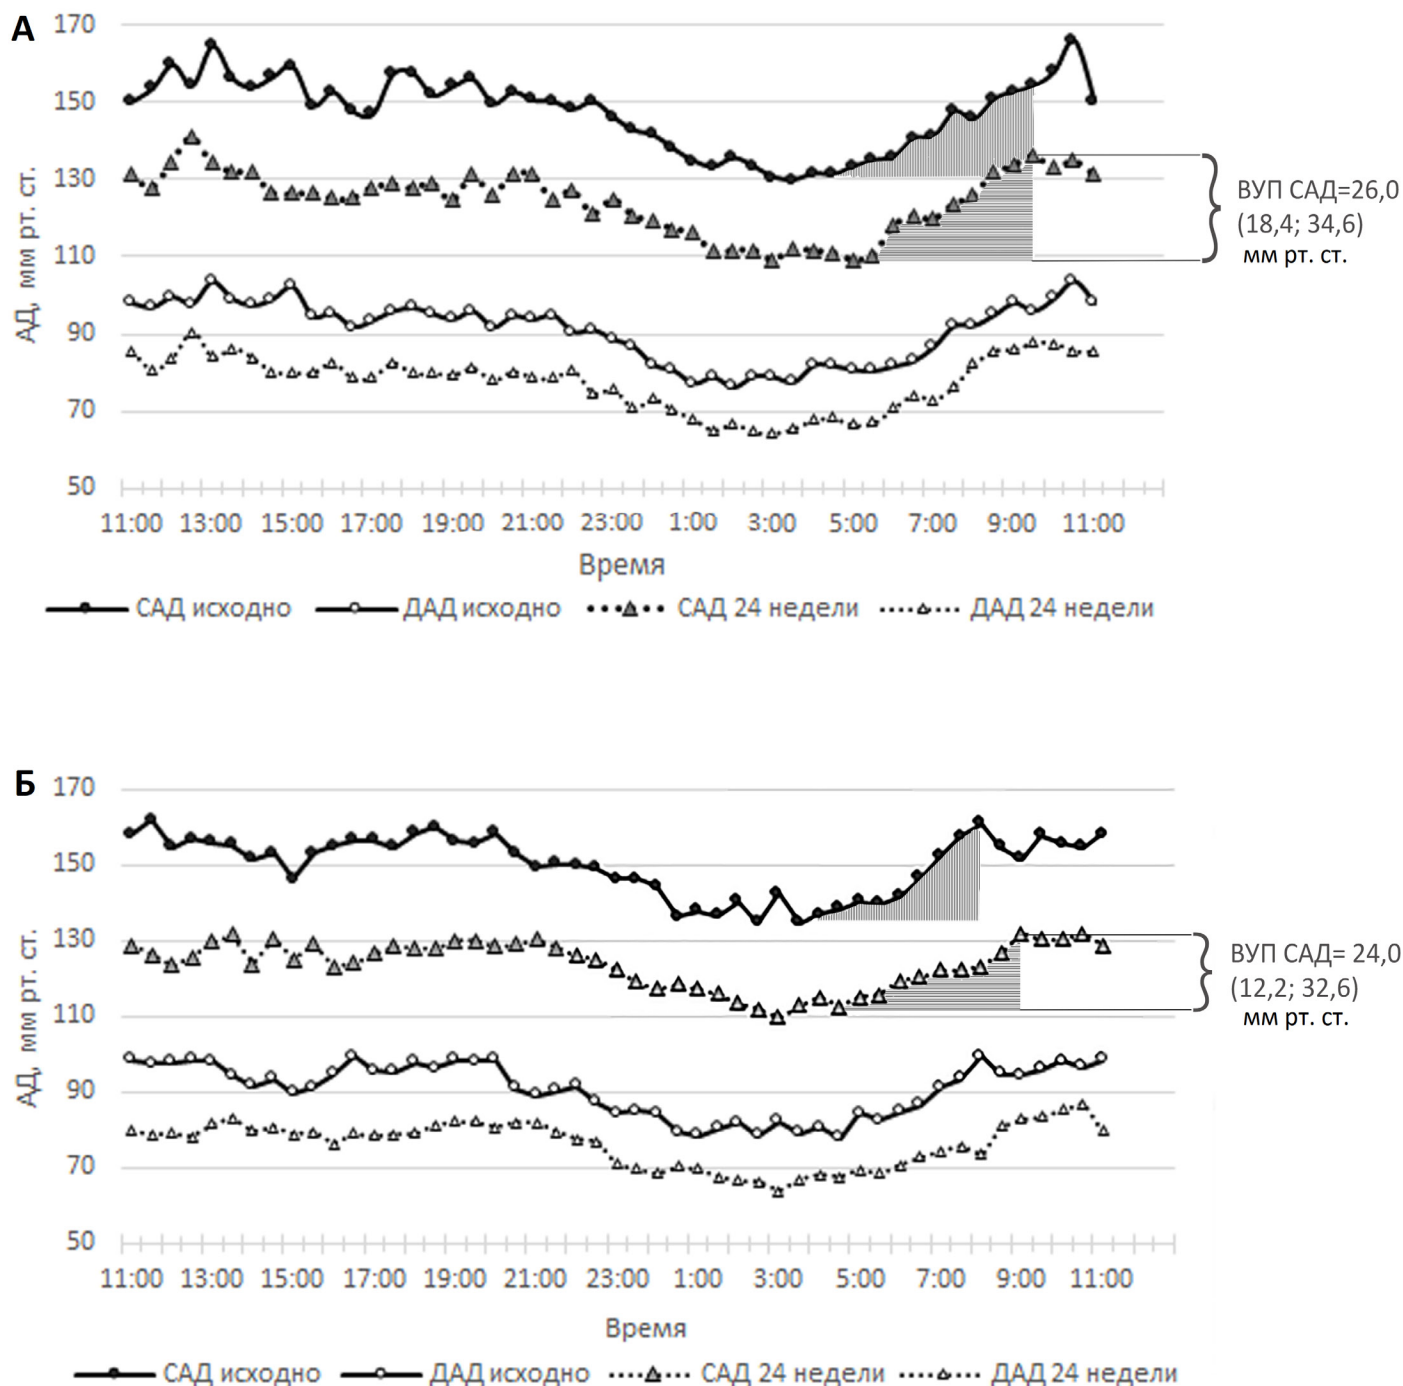 А
170
150
130
110
90
70
50
АД, мм рт. ст.
11:00 13:00 15:00 17:00 19:00 21:00 23:00 1:00 3:00 5:00 7:00 9:00 11:00
Время
САД исходно ДАД исходно САД 24 недели ДАД 24 недели
ВУП САД=26,0
(18,4; 34,6)
мм рт. ст.
Б
170
150
130
110
90
70
50
АД, мм рт. ст.
11:00 13:00 15:00 17:00 19:00 21:00 23:00 1:00 3:00 5:00 7:00 9:00 11:00
Время
САД исходно ДАД исходно САД 24 недели ДАД 24 недели
ВУП САД= 24,0
(12,2; 32,6)
мм рт. ст.